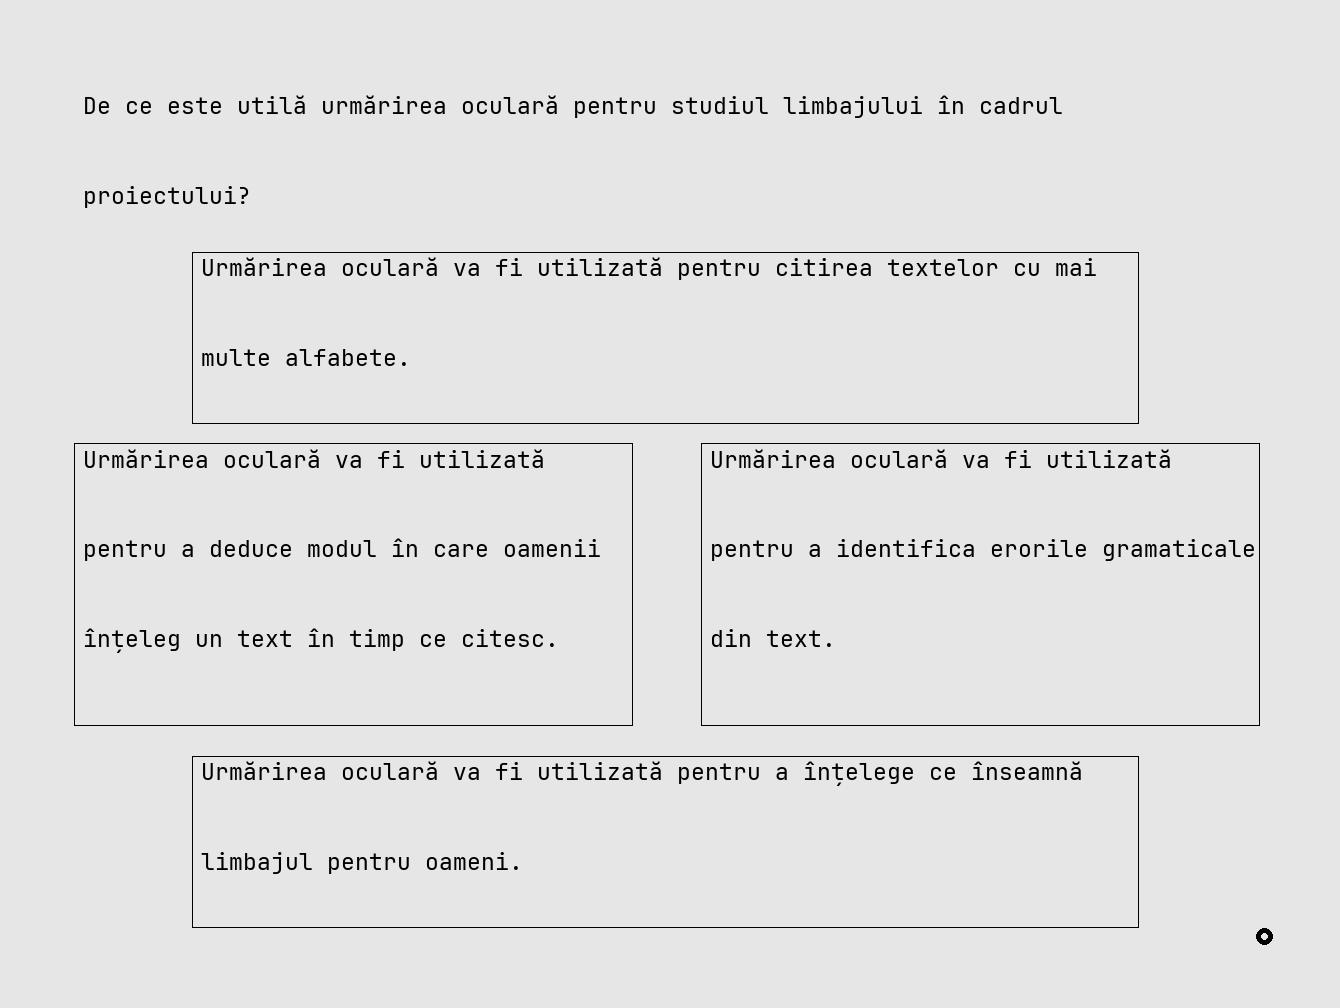 De ce este utilă urmărirea oculară pentru studiul limbajului în cadrul
proiectului?
Urmărirea oculară va fi utilizată pentru citirea textelor cu mai
multe alfabete.
Urmărirea oculară va fi utilizată
pentru a deduce modul în care oamenii
înțeleg un text în timp ce citesc.
Urmărirea oculară va fi utilizată
pentru a identifica erorile gramaticale
din text.
Urmărirea oculară va fi utilizată pentru a înțelege ce înseamnă
limbajul pentru oameni.